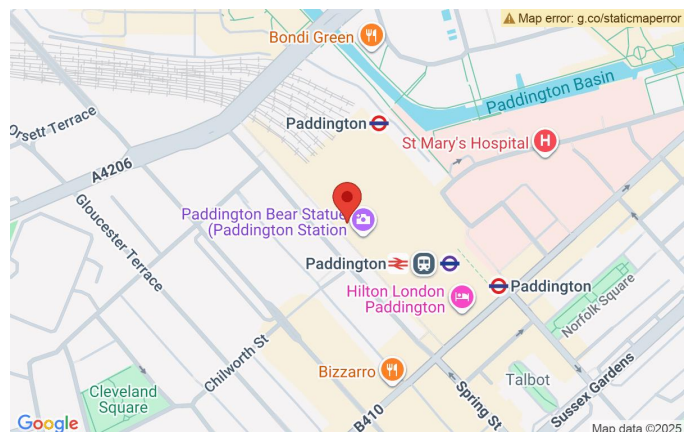 Map error: g.co/staticmaperror
Bondi Green
Paddington Basin
Orsett Terrace
Paddington
St Mary's Hospital
H
A4206
Gloucester Terrace
Paddington Bear Statue
(Paddington Station
Paddington
Paddington
Hilton London
Paddington
Norfolk Square
Chilworth St
Bizzarro
Cleveland
Square
Spring St
Talbot
Sussex Gardens
B410
Google
Map data ©2025